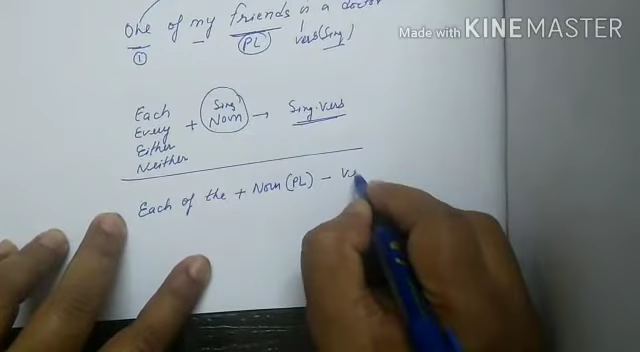 One of my friends is a doctor
① (PL) verb (Sing)
Made with KINEMASTER
Each
Every
Either
Neither
+ Sing' Noun → Sing. verb
Each of the + Noun (PL) - ve